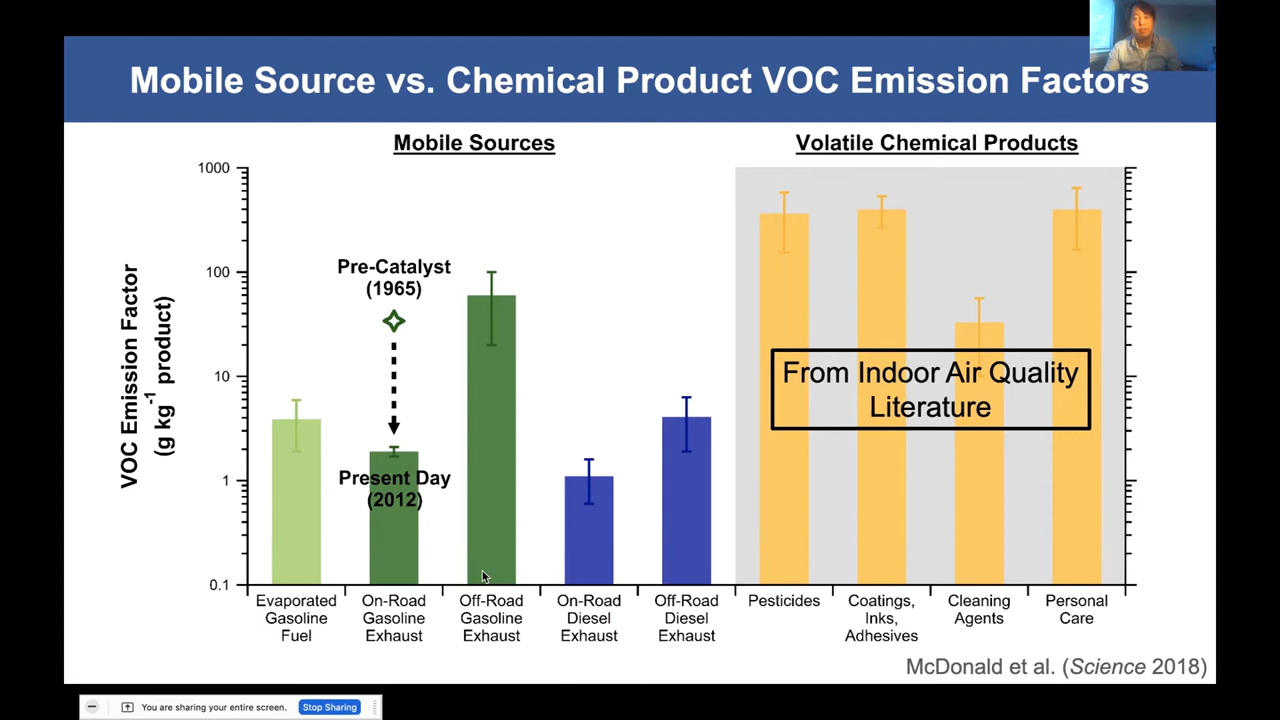 Mobile Source vs. Chemical Product VOC Emission Factors
Mobile Sources
Volatile Chemical Products
VOC Emission Factor
(g kg-1 product)
1000
100
10
1
0.1
Pre-Catalyst
(1965)
Present Day
(2012)
From Indoor Air Quality
Literature
Evaporated
Gasoline
Fuel
On-Road
Gasoline
Exhaust
Off-Road
Gasoline
Exhaust
On-Road
Diesel
Exhaust
Off-Road
Diesel
Exhaust
Pesticides
Coatings,
Inks,
Adhesives
Cleaning
Agents
Personal
Care
McDonald et al. (Science 2018)
You are sharing your entire screen.
Stop Sharing